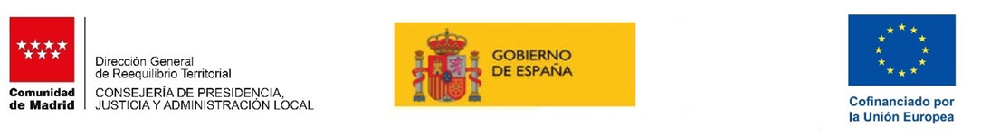 Dirección General
de Reequilibrio Territorial
Comunidad
de Madrid
CONSEJERÍA DE PRESIDENCIA,
JUSTICIA Y ADMINISTRACIÓN LOCAL
GOBIERNO
DE ESPAÑA
Cofinanciado por
la Unión Europea